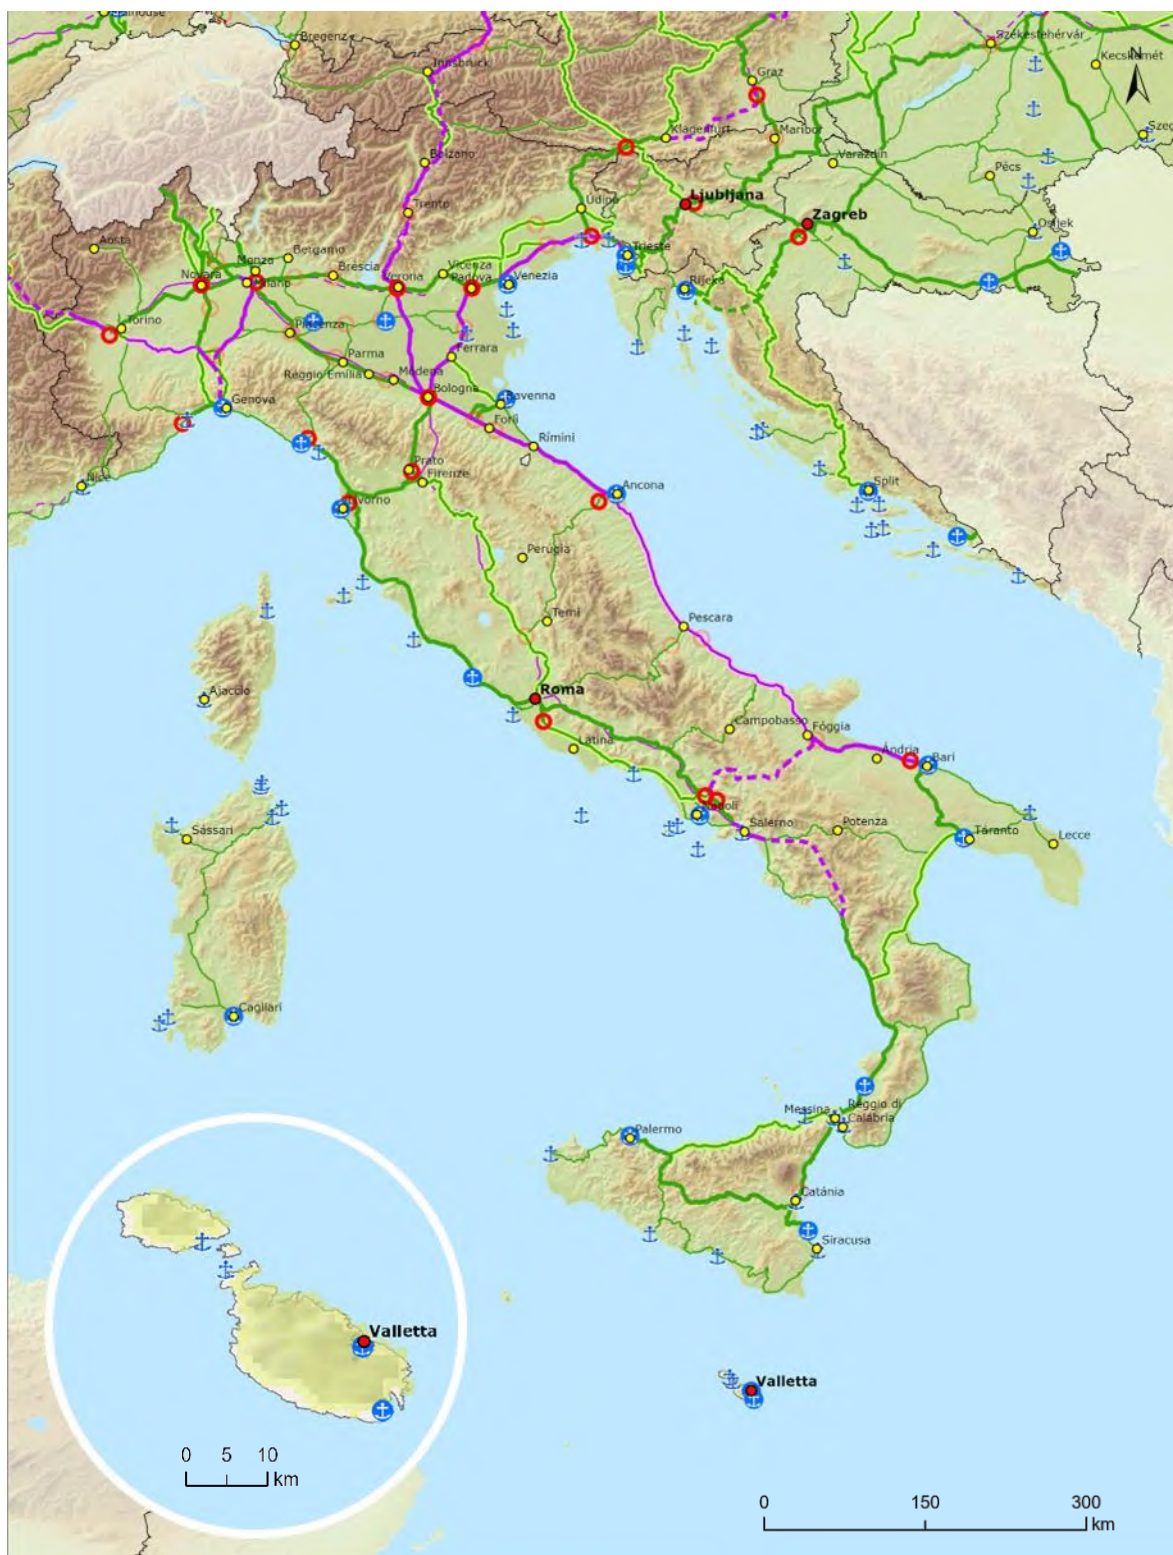 Bregenz
Innsbruck
Graz
Székesfehérvár
N
Kecskemét
Klagenfurt
Maribor
Bolzano
Varazdin
Pécs
Trento
Udine
Ljubljana
Zagreb
Osijek
Aosta
Bergamo
Monza
Brescia
Vicenza
Trieste
Novara
Milano
Verona
Padova
Venezia
Rijeka
Torino
Piacenza
Parma
Ferrara
Reggio Emilia
Modena
Bologna
Genova
Ravenna
Forlì
Rimini
Prato
Firenze
Nice
Ancona
Split
Perugia
Terni
Pescara
Ajaccio
Roma
Campobasso
Fóggia
Latina
Ándria
Bari
Napoli
Salerno
Potenza
Táranto
Lecce
Sássari
Cagliari
Messina
Reggio di
Calábria
Palermo
Catánia
Siracusa
Valletta
Valletta
0 5 10
km
0 150 300
km